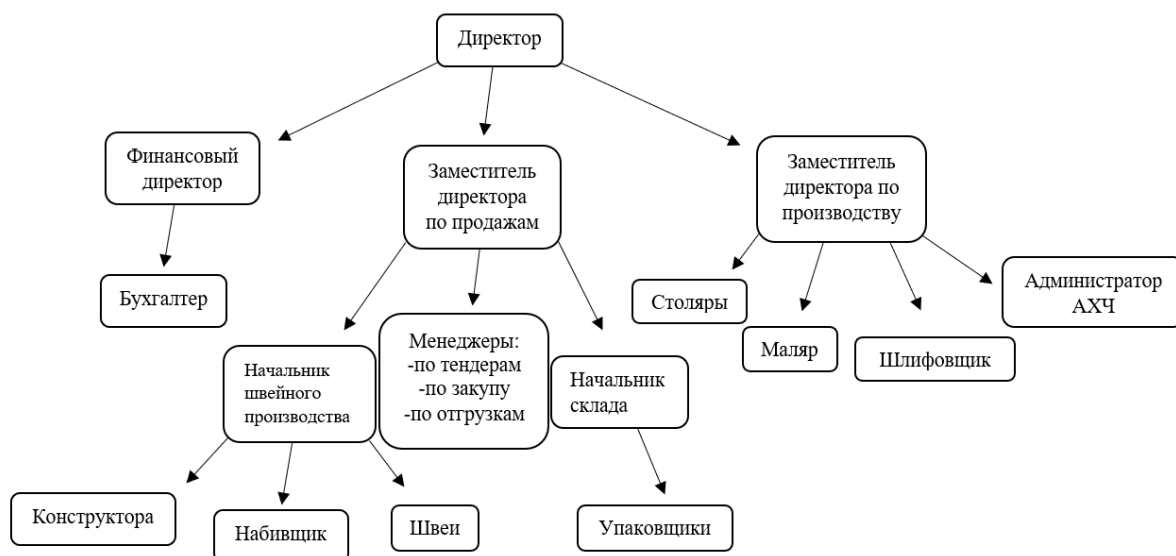 Директор
Финансовый
директор
Заместитель
директора
по продажам
Заместитель
директора по
производству
Бухгалтер
Столяры
Маляр
Шлифовщик
Администратор
АХЧ
Начальник
швейного
производства
Менеджеры:
-по тендерам
-по закупу
-по отгрузкам
Начальник
склада
Конструктора
Набивщик
Швеи
Упаковщики